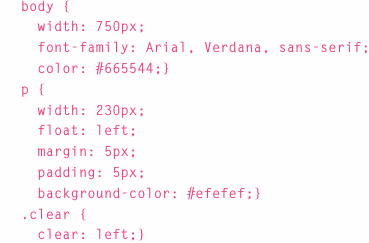 body {
  width: 750px;
  font-family: Arial, Verdana, sans-serif;
  color: #665544;}
p {
  width: 230px;
  float: left;
  margin: 5px;
  padding: 5px;
  background-color: #efefef;}
.clear {
  clear: left;}